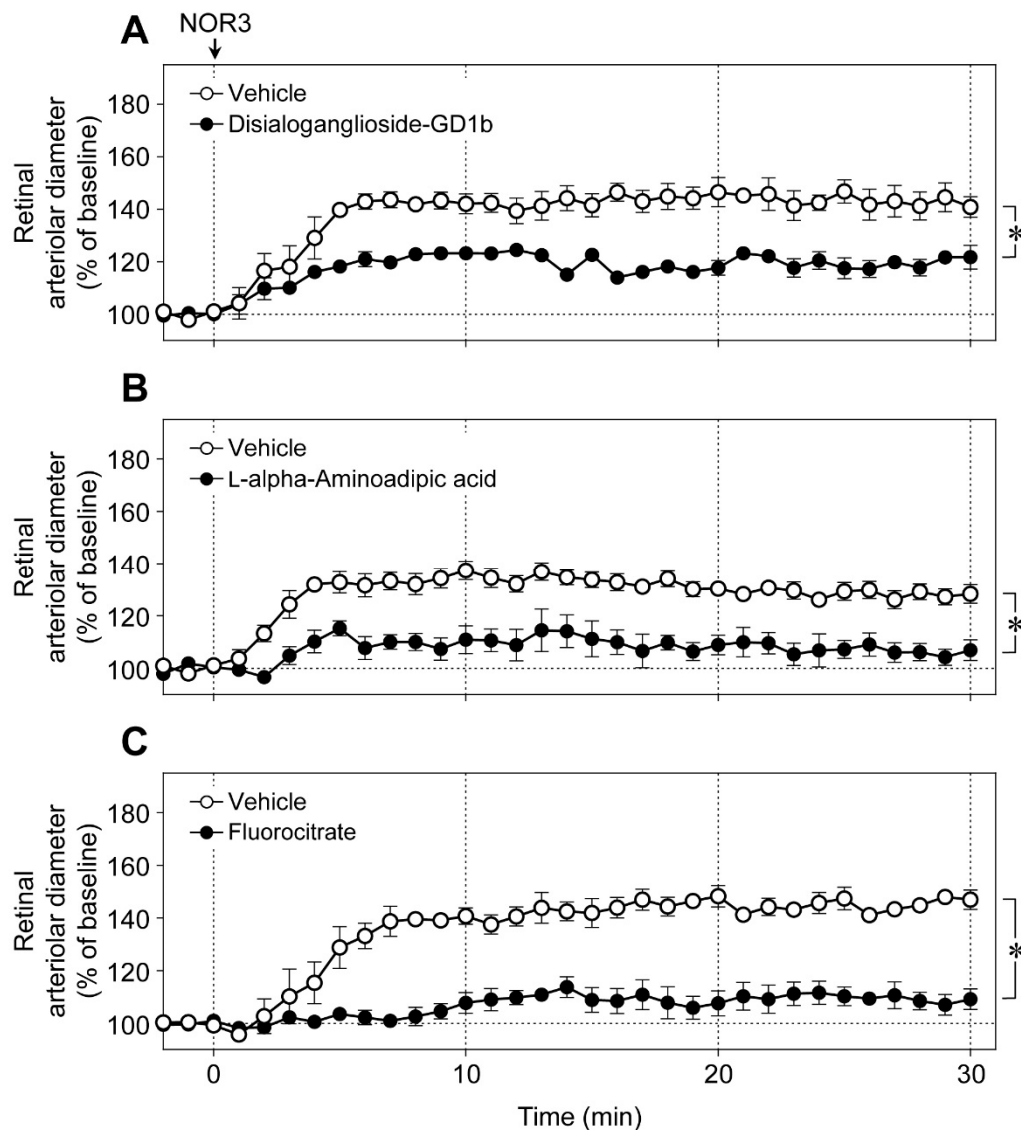 A
NOR3
Vehicle
Disialoganglioside-GD1b
180
160
140
120
100
Retinal
arteriolar diameter
(% of baseline)
*
B
Vehicle
L-alpha-Aminoadipic acid
180
160
140
120
100
Retinal
arteriolar diameter
(% of baseline)
*
C
Vehicle
Fluorocitrate
180
160
140
120
100
Retinal
arteriolar diameter
(% of baseline)
*
0 10 20 30
Time (min)